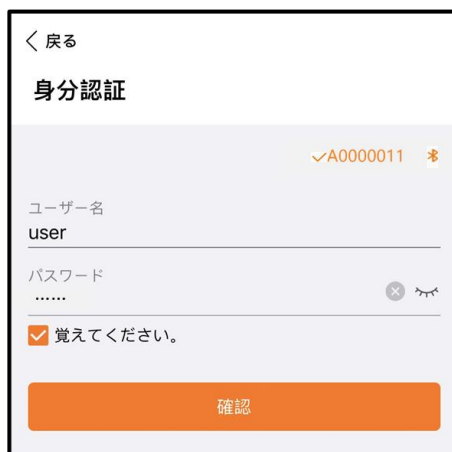 戻る
身分認証
A0000011
ユーザー名
user
パスワード
······
覚えてください。
確認